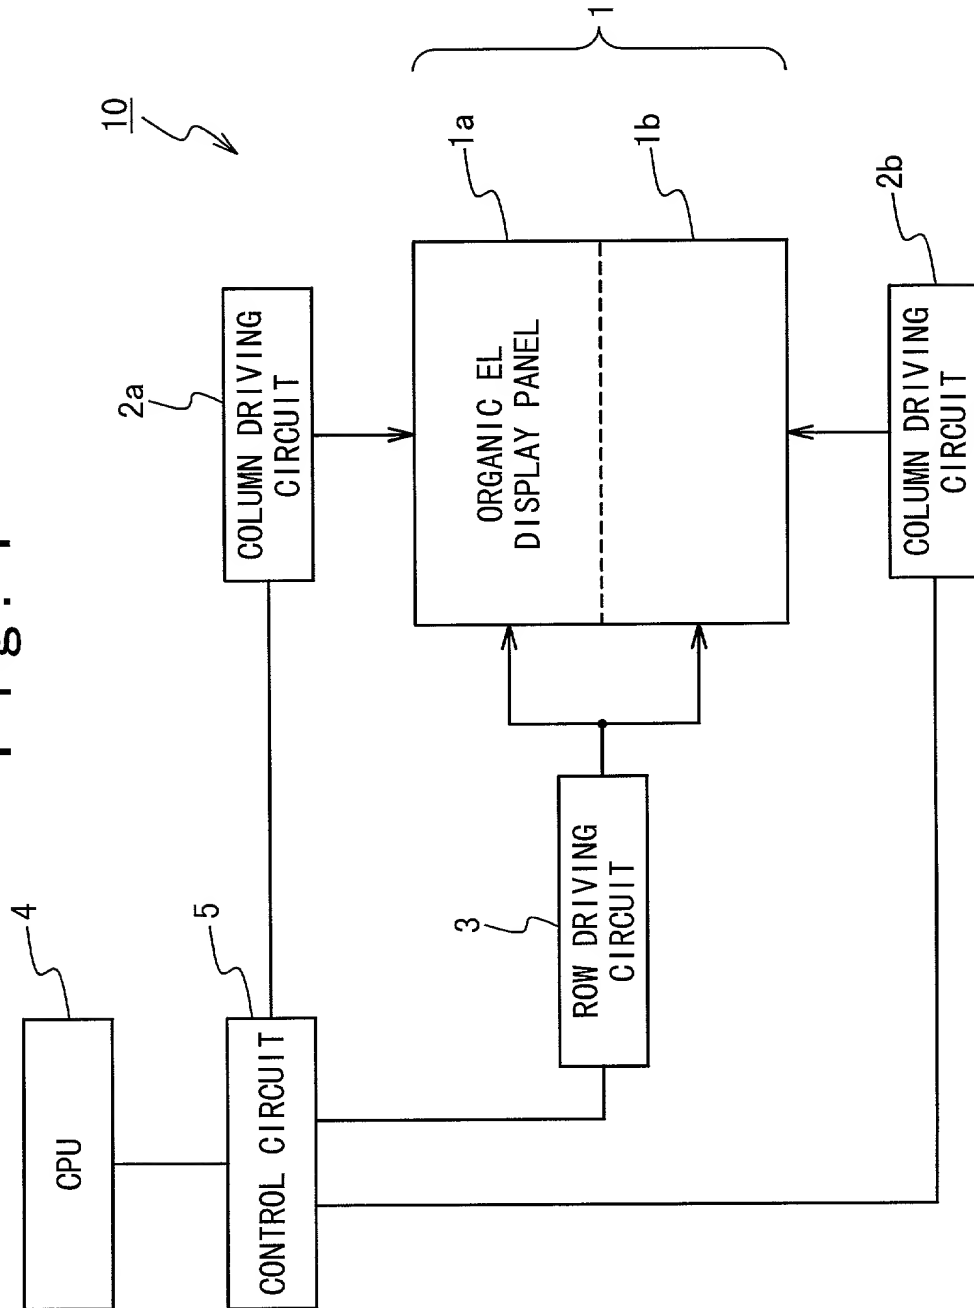 4
CPU
10
5
CONTROL CIRCUIT
2a
COLUMN DRIVING
CIRCUIT
1a
1
ORGANIC EL
DISPLAY PANEL
3
ROW DRIVING
CIRCUIT
1b
2b
COLUMN DRIVING
CIRCUIT